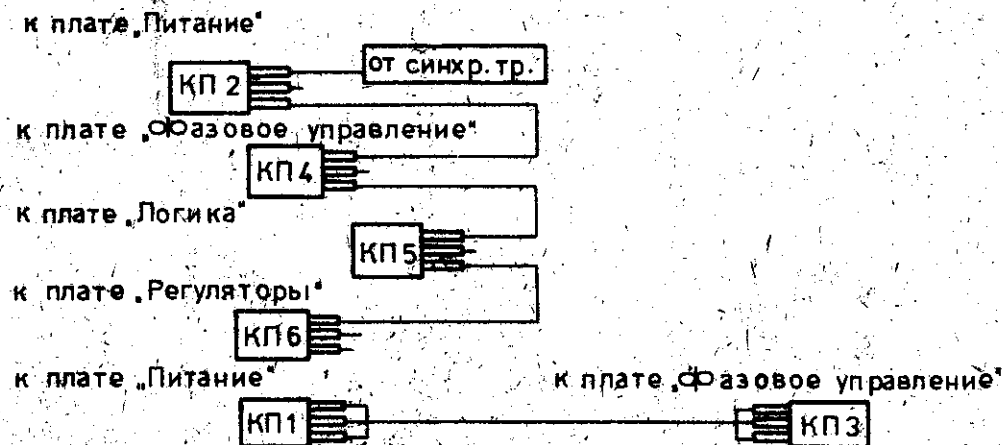 к плате „Питание“
КП 2
от синхр. тр.
к плате „Фазовое управление“
КП 4
к плате „Логика“
КП 5
к плате „Регуляторы“
КП 6
к плате „Питание“
к плате „Фазовое управление“
КП 1
КП 3